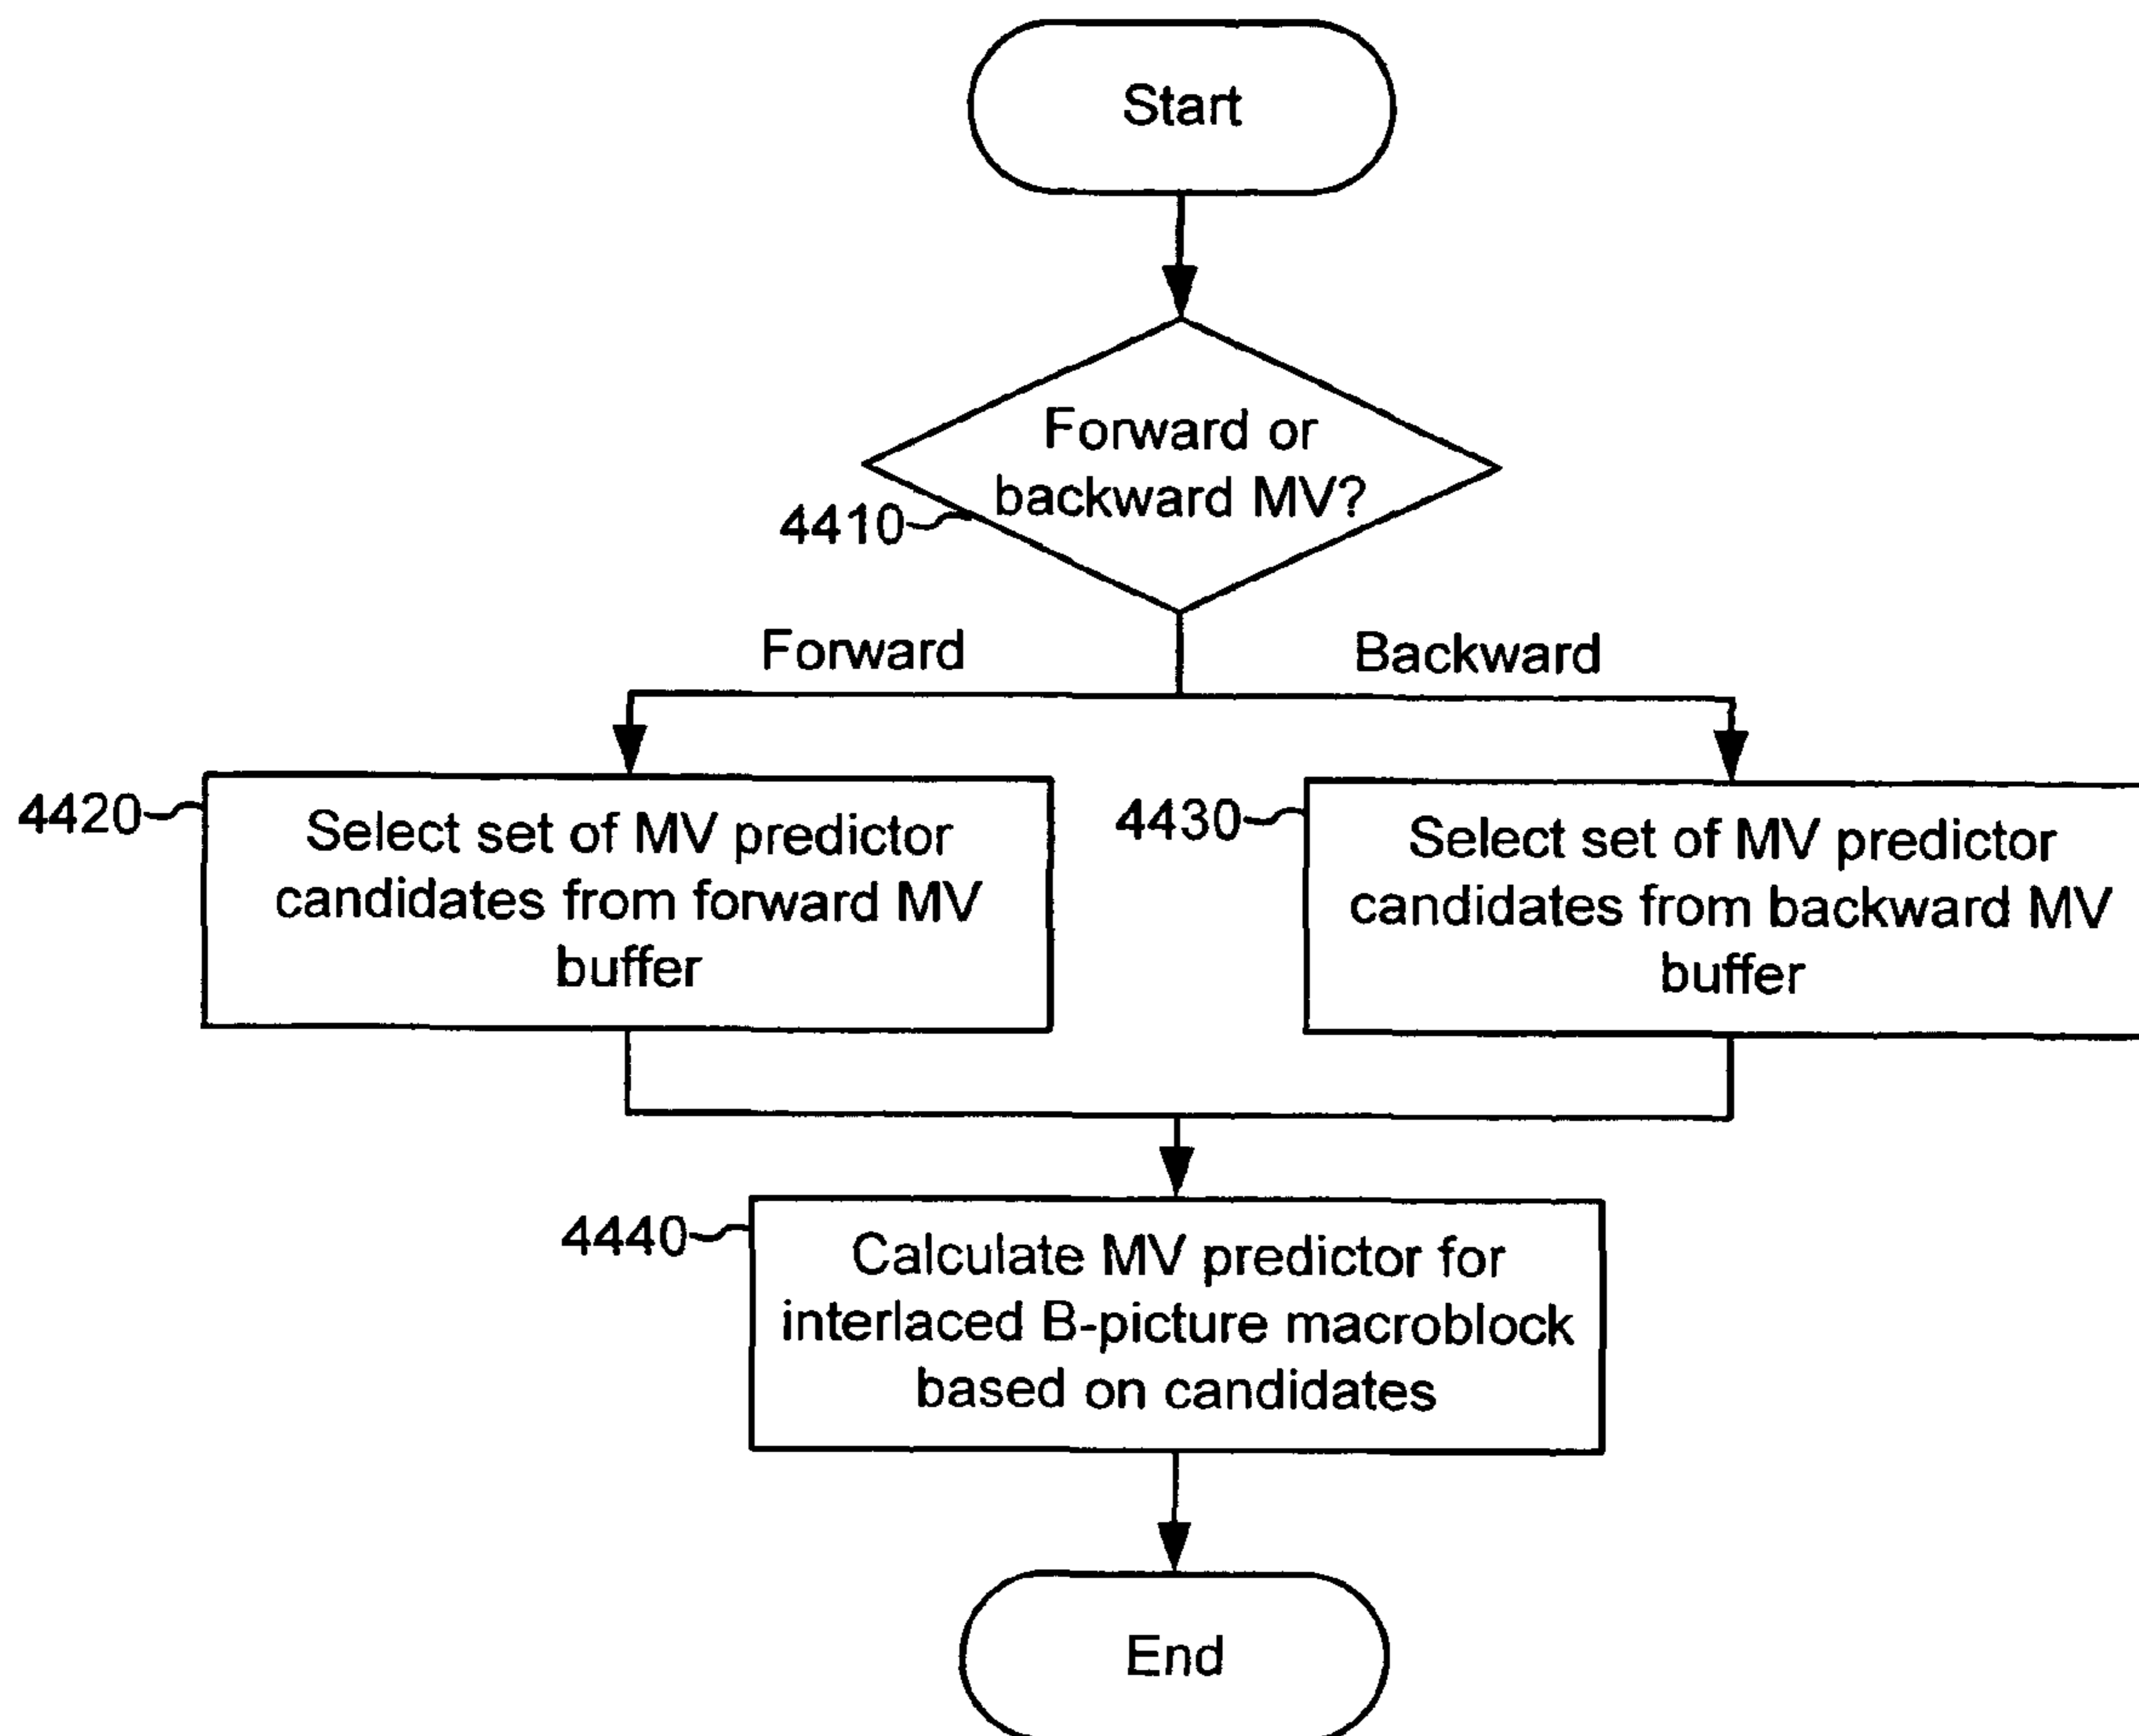 Start
Forward or
backward MV?
4410
Forward
Backward
4420
Select set of MV predictor
candidates from forward MV
buffer
4430
Select set of MV predictor
candidates from backward MV
buffer
4440
Calculate MV predictor for
interlaced B-picture macroblock
based on candidates
End